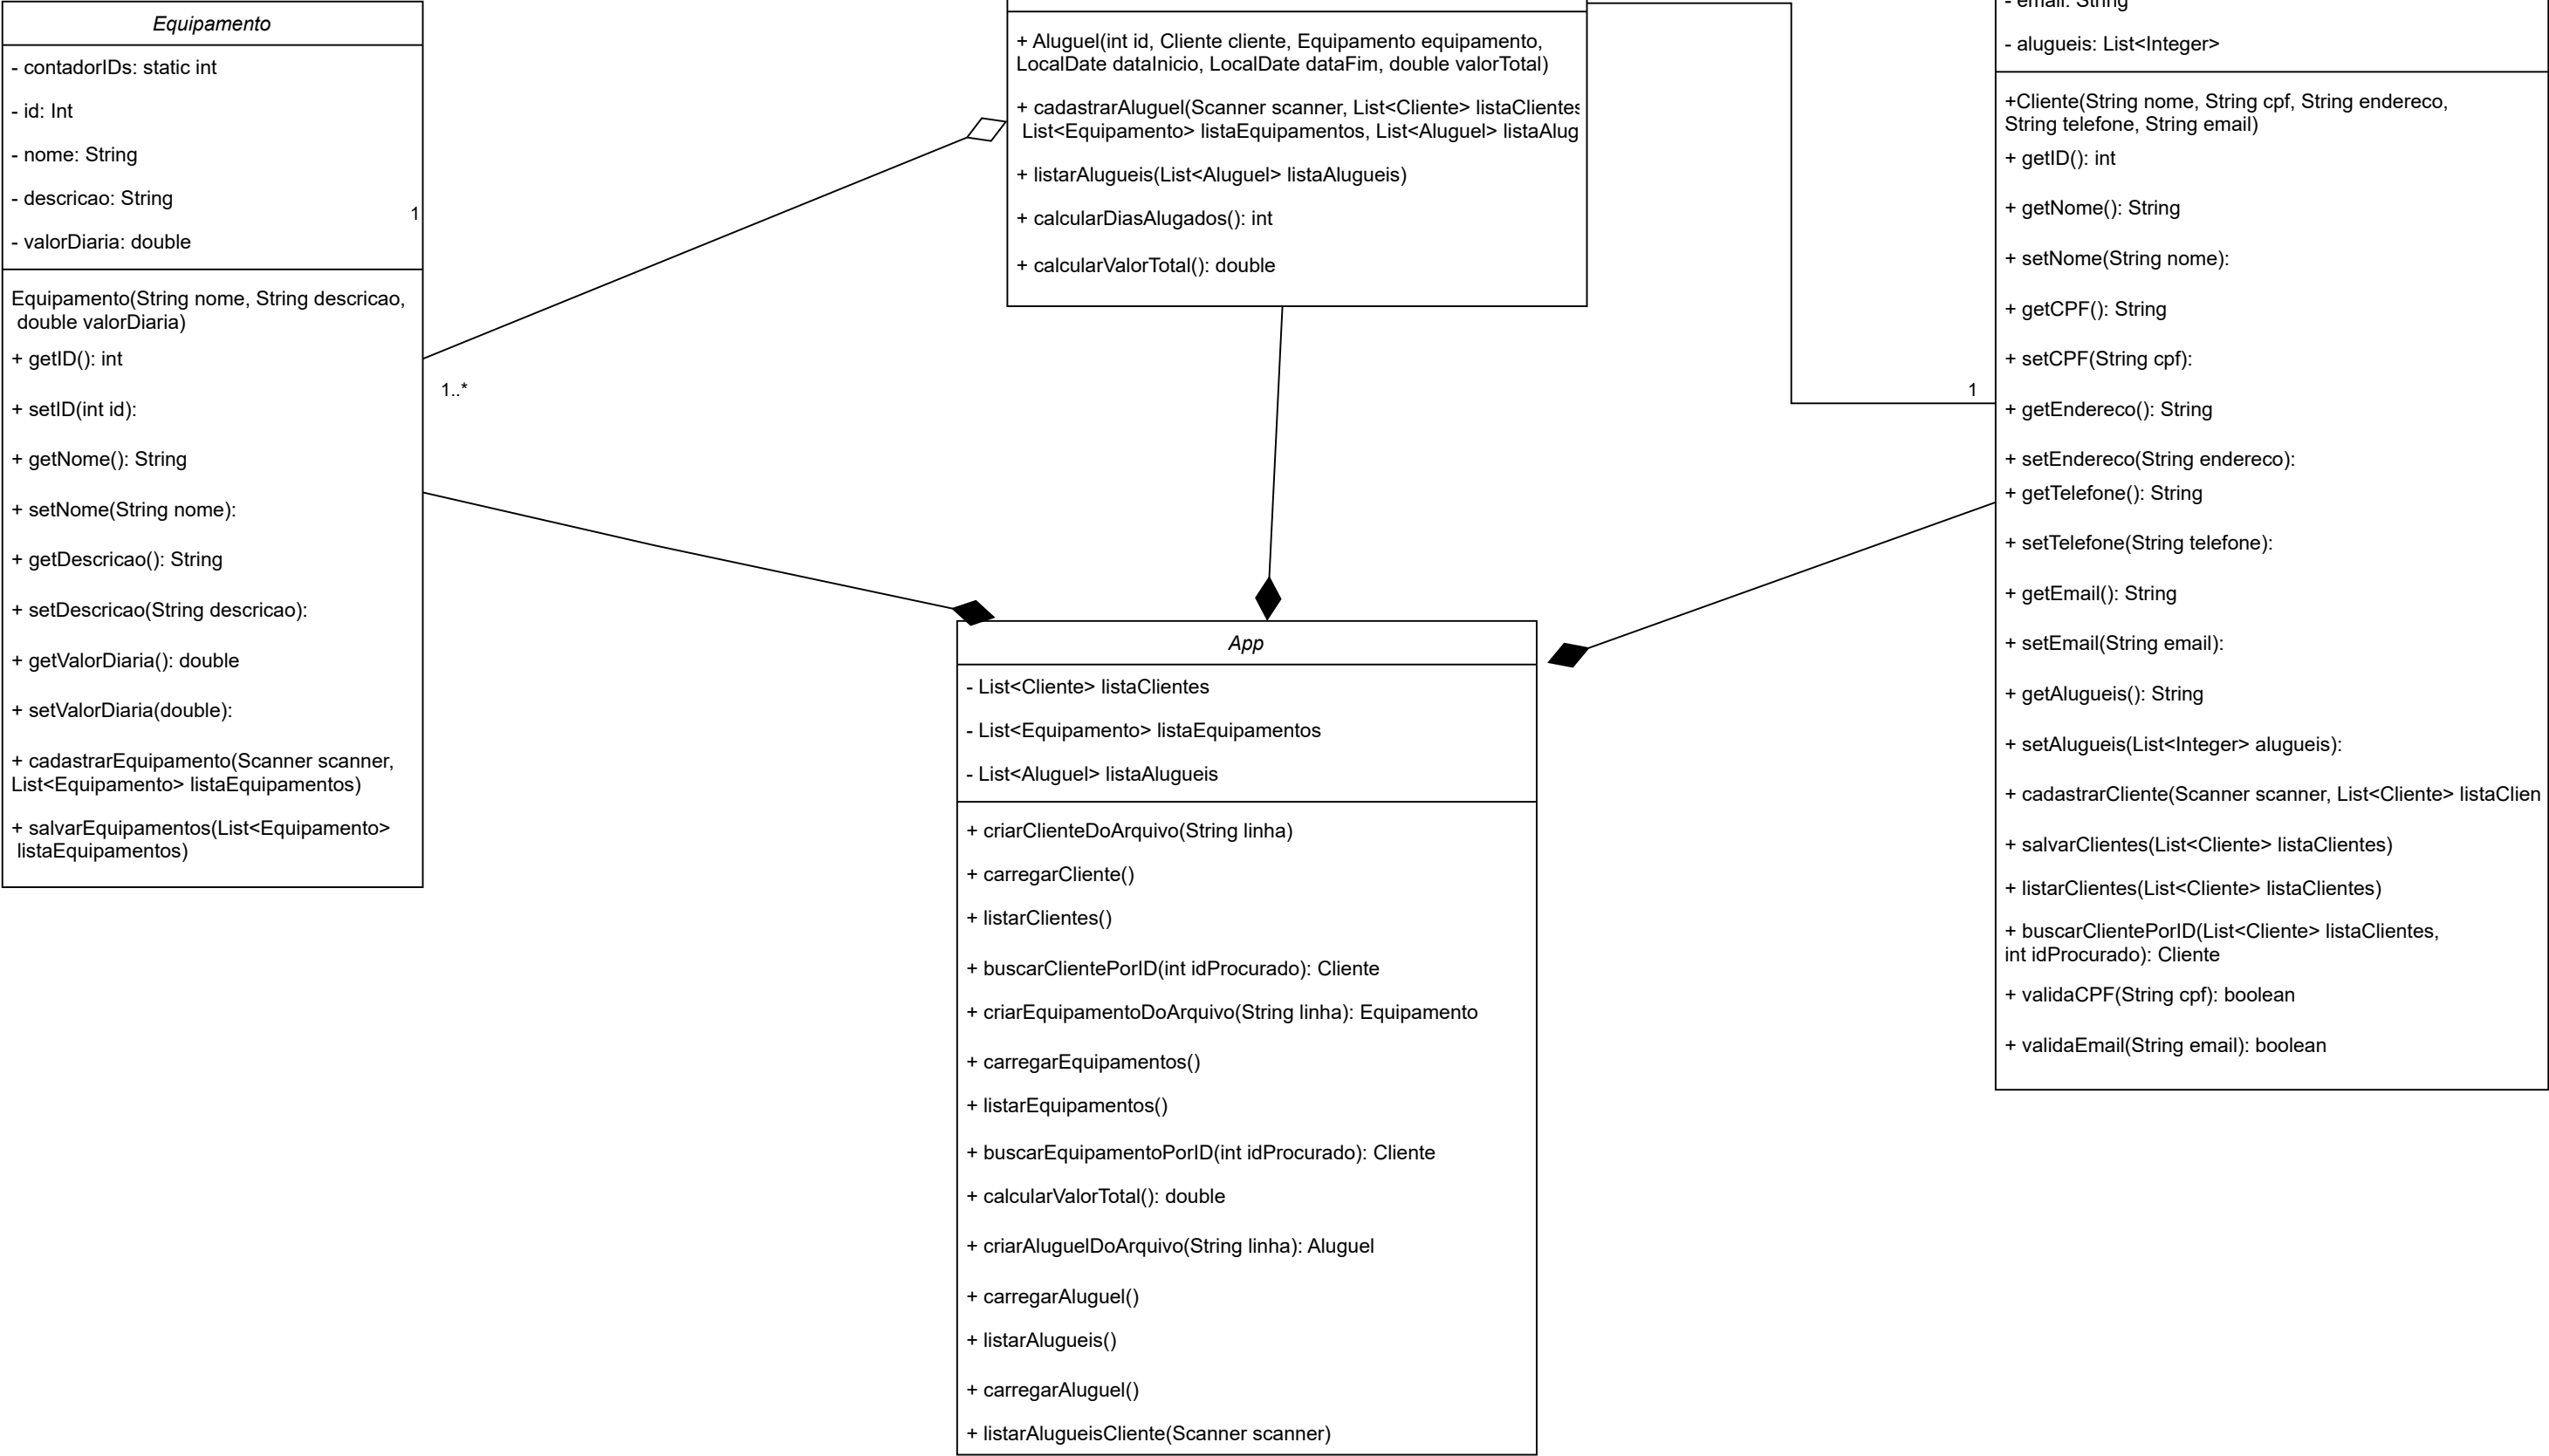 Equipamento
- contadorIDs: static int
- id: Int
- nome: String
- descricao: String
1
- valorDiaria: double
Equipamento(String nome, String descricao,
double valorDiaria)
+ getID(): int
+ setID(int id):
+ getNome(): String
+ setNome(String nome):
+ getDescricao(): String
+ setDescricao(String descricao):
+ getValorDiaria(): double
+ setValorDiaria(double):
+ cadastrarEquipamento(Scanner scanner,
List<Equipamento> listaEquipamentos)
+ salvarEquipamentos(List<Equipamento>
listaEquipamentos)
1..*
+ Aluguel(int id, Cliente cliente, Equipamento equipamento,
LocalDate dataInicio, LocalDate dataFim, double valorTotal)
+ cadastrarAluguel(Scanner scanner, List<Cliente> listaClientes
List<Equipamento> listaEquipamentos, List<Aluguel> listaAlug
+ listarAlugueis(List<Aluguel> listaAlugueis)
+ calcularDiasAlugados(): int
+ calcularValorTotal(): double
App
- List<Cliente> listaClientes
- List<Equipamento> listaEquipamentos
- List<Aluguel> listaAlugueis
+ criarClienteDoArquivo(String linha)
+ carregarCliente()
+ listarClientes()
+ buscarClientePorID(int idProcurado): Cliente
+ criarEquipamentoDoArquivo(String linha): Equipamento
+ carregarEquipamentos()
+ listarEquipamentos()
+ buscarEquipamentoPorID(int idProcurado): Cliente
+ calcularValorTotal(): double
+ criarAluguelDoArquivo(String linha): Aluguel
+ carregarAluguel()
+ listarAlugueis()
+ carregarAluguel()
+ listarAlugueisCliente(Scanner scanner)
1
- email: String
- alugueis: List<Integer>
+Cliente(String nome, String cpf, String endereco,
String telefone, String email)
+ getID(): int
+ getNome(): String
+ setNome(String nome):
+ getCPF(): String
+ setCPF(String cpf):
+ getEndereco(): String
+ setEndereco(String endereco):
+ getTelefone(): String
+ setTelefone(String telefone):
+ getEmail(): String
+ setEmail(String email):
+ getAlugueis(): String
+ setAlugueis(List<Integer> alugueis):
+ cadastrarCliente(Scanner scanner, List<Cliente> listaClien
+ salvarClientes(List<Cliente> listaClientes)
+ listarClientes(List<Cliente> listaClientes)
+ buscarClientePorID(List<Cliente> listaClientes,
int idProcurado): Cliente
+ validaCPF(String cpf): boolean
+ validaEmail(String email): boolean